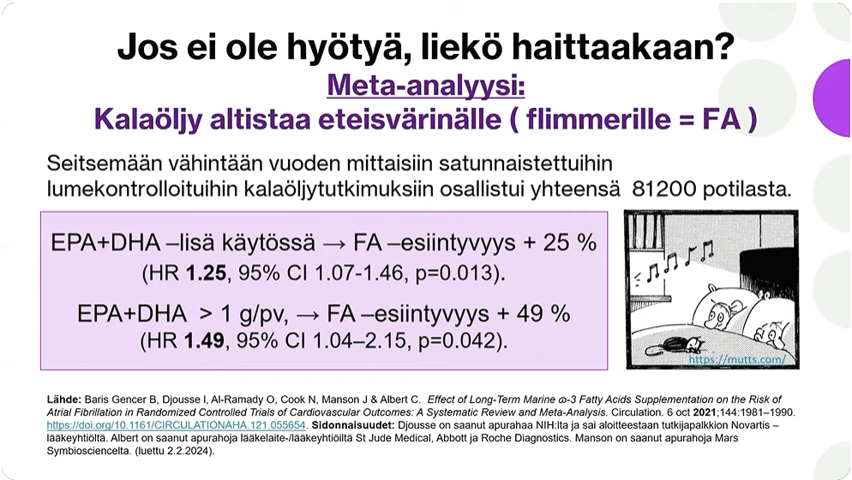 Jos ei ole hyötyä, liekö haittaakaan?
Meta-analyysi:
Kalaöljy altistaa eteisvärinälle ( flimmerille = FA )
Seitsemään vähintään vuoden mittaisiin satunnaistettuihin
lumekontrolloituihin kalaöljytutkimuksiin osallistui yhteensä 81200 potilasta.
EPA+DHA –lisä käytössä → FA –esiintyvyys + 25 %
(HR 1.25, 95% CI 1.07-1.46, p=0.013).
EPA+DHA > 1 g/pv, → FA –esiintyvyys + 49 %
(HR 1.49, 95% CI 1.04–2.15, p=0.042).
https://mutts.com/
Lähde: Baris Gencer B, Djousse I, Al-Ramady O, Cook N, Manson J & Albert C. Effect of Long-Term Marine ω-3 Fatty Acids Supplementation on the Risk of
Atrial Fibrillation in Randomized Controlled Trials of Cardiovascular Outcomes: A Systematic Review and Meta-Analysis. Circulation. 6 oct 2021;144:1981–1990.
https://doi.org/10.1161/CIRCULATIONAHA.121.055654. Sidonnaisuudet: Djousse on saanut apurahaa NIH:lta ja sai aloitteestaan tutkijapalkkion Novartis –
lääkeyhtiöltä. Albert on saanut apurahoja lääkelaite-/lääkeyhtiöiltä St Jude Medical, Abbott ja Roche Diagnostics. Manson on saanut apurahoja Mars
Symbiosciencelta. (luettu 2.2.2024).